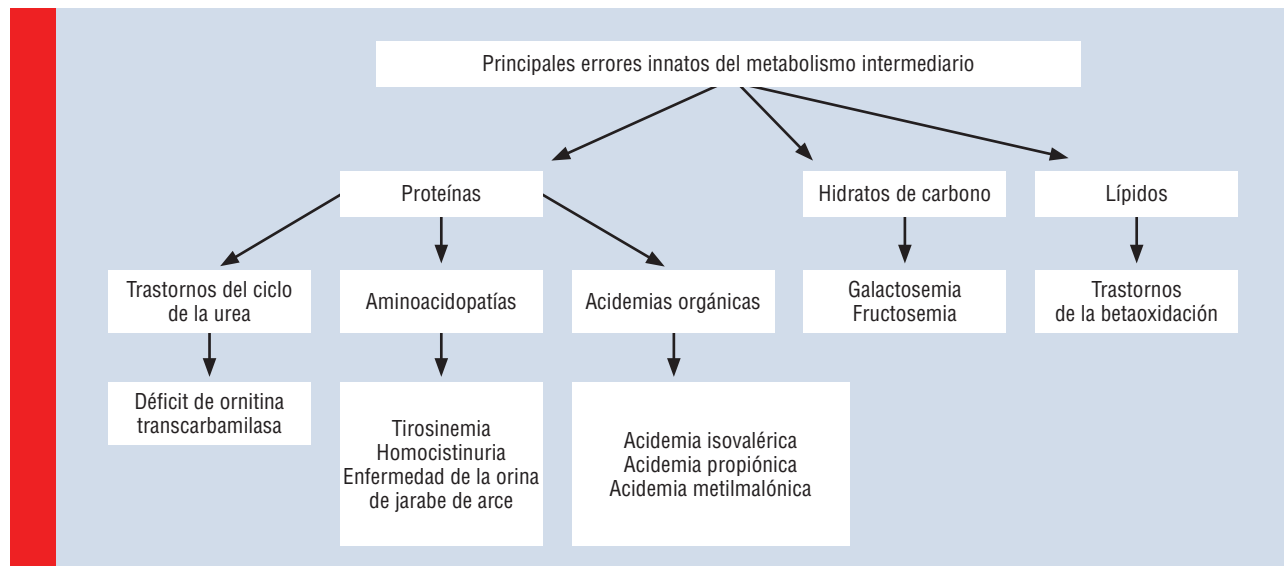 Principales errores innatos del metabolismo intermediario
Proteínas
Hidratos de carbono
Lípidos
Trastornos del ciclo
de la urea
Aminoacidopatías
Acidemias orgánicas
Galactosemia
Fructosemia
Trastornos
de la betaoxidación
Déficit de ornitina
transcarbamilasa
Tirosinemia
Homocistinuria
Enfermedad de la orina
de jarabe de arce
Acidemia isovalérica
Acidemia propiónica
Acidemia metilmalónica